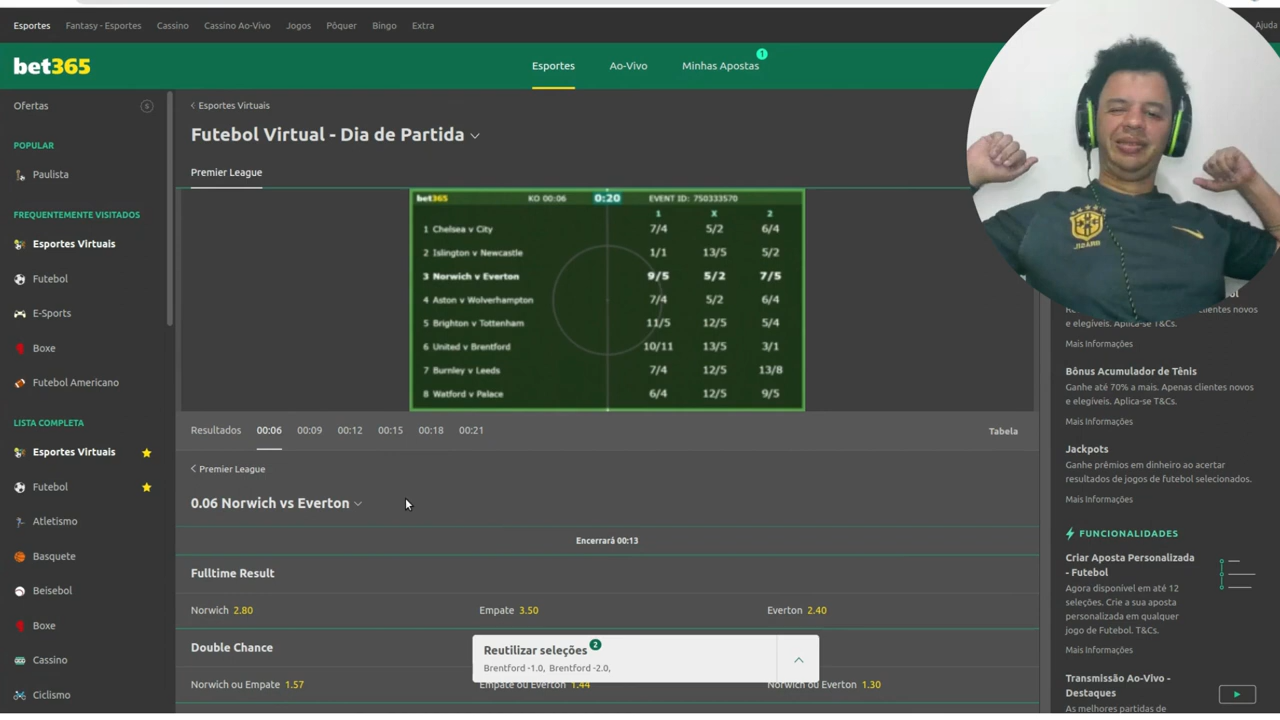 Esportes
Fantasy - Esportes
Cassino
Cassino Ao-Vivo
Jogos
Pôquer
Bingo
Extra
Ajuda
bet365
Esportes
Ao-Vivo
Minhas Apostas
1
Ofertas
POPULAR
Paulista
FREQUENTEMENTE VISITADOS
Esportes Virtuais
Futebol
E-Sports
Boxe
Futebol Americano
LISTA COMPLETA
Esportes Virtuais
Futebol
Atletismo
Basquete
Beisebol
Boxe
Cassino
Ciclismo
Esportes Virtuais
Futebol Virtual - Dia de Partida
Premier League
bet365 KO 00:06 0:20 EVENT ID: 750333570
1 X 2
1 Chelsea v City 7/4 5/2 6/4
2 Islington v Newcastle 1/1 13/5 5/2
3 Norwich v Everton 9/5 5/2 7/5
4 Aston v Wolverhampton 7/4 5/2 6/4
5 Brighton v Tottenham 11/5 12/5 5/4
6 United v Brentford 10/11 13/5 3/1
7 Burnley v Leeds 7/4 12/5 13/8
8 Watford v Palace 6/4 12/5 9/5
Resultados 00:06 00:09 00:12 00:15 00:18 00:21 Tabela
Premier League
0.06 Norwich vs Everton
Encerrará 00:13
Fulltime Result
Norwich 2.80 Empate 3.50 Everton 2.40
Double Chance
Norwich ou Empate 1.57 Empate ou Everton 1.44 Norwich ou Everton 1.30
Reutilizar seleções 2
Brentford -1.0, Brentford -2.0,
BRASIL
clientes novos
e elegíveis. Aplica-se T&Cs.
Mais Informações
Bônus Acumulador de Tênis
Ganhe até 70% a mais. Apenas clientes novos
e elegíveis. Aplica-se T&Cs.
Mais Informações
Jackpots
Ganhe prêmios em dinheiro ao acertar
resultados de jogos de futebol selecionados.
Mais Informações
FUNCIONALIDADES
Criar Aposta Personalizada
- Futebol
Agora disponível em até 12
seleções. Crie a sua aposta
personalizada em qualquer
jogo de Futebol. T&Cs.
Mais Informações
Transmissão Ao-Vivo -
Destaques
As melhores partidas de